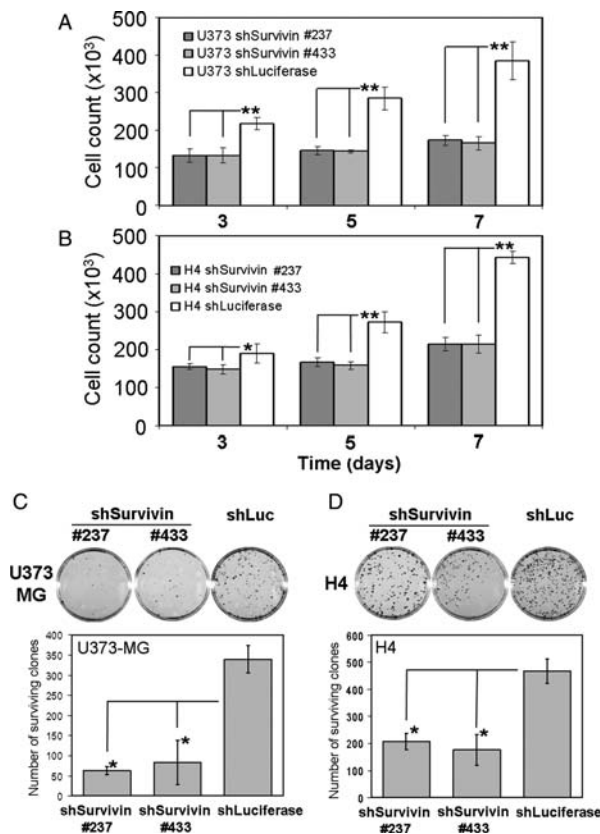 A
500
400
300
200
100
0
Cell count (x10³)
U373 shSurvivin #237
U373 shSurvivin #433
U373 shLuciferase
** ** **
3 5 7
B
500
400
300
200
100
0
Cell count (x10³)
H4 shSurvivin #237
H4 shSurvivin #433
H4 shLuciferase
* ** **
3 5 7
Time (days)
C
shSurvivin shLuc
#237 #433
U373
MG
400
350
300
250
200
150
100
50
0
Number of surviving clones
U373-MG
* *
shSurvivin shSurvivin shLuciferase
#237 #433
D
shSurvivin shLuc
#237 #433
H4
600
500
400
300
200
100
0
Number of surviving clones
H4
* *
shSurvivin shSurvivin shLuciferase
#237 #433